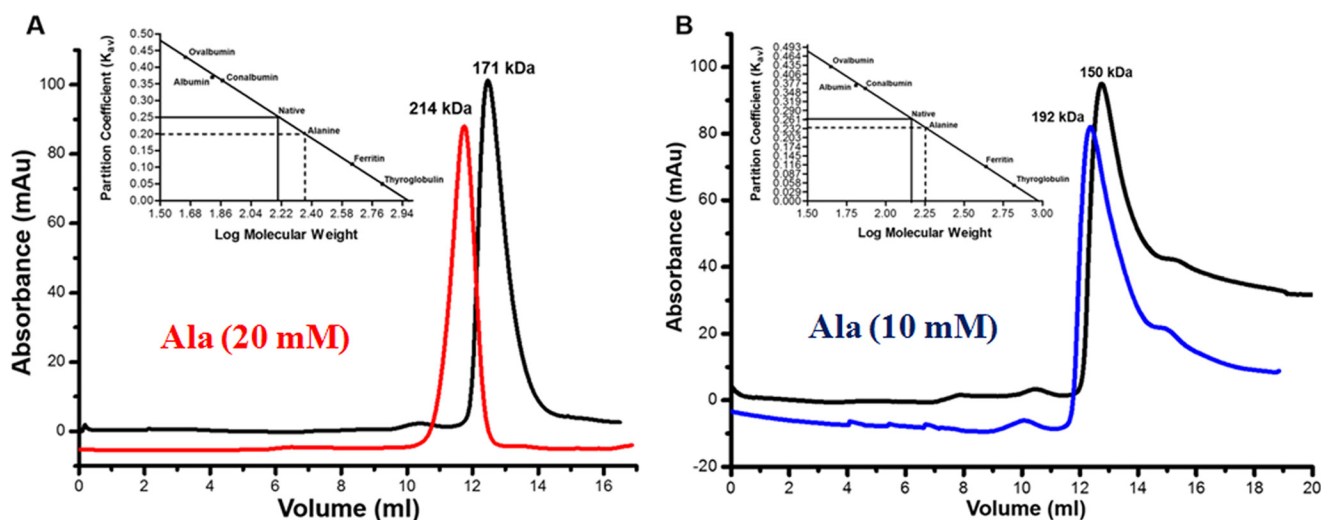 A
Partition Coefficient (Kav)
0.50
0.45
0.40
0.35
0.30
0.25
0.20
0.15
0.10
0.05
0.00
Ovalbumin
Albumin
Conalbumin
Native
Alanine
Ferritin
Thyroglobulin
1.50 1.68 1.86 2.04 2.22 2.40 2.58 2.76 2.94
Log Molecular Weight
171 kDa
214 kDa
Ala (20 mM)
Absorbance (mAu)
100
80
60
40
20
0
0 2 4 6 8 10 12 14 16
Volume (ml)
B
Partition Coefficient (Kav)
0.493
0.464
0.435
0.406
0.377
0.348
0.319
0.290
0.261
0.232
0.203
0.174
0.145
0.116
0.087
0.058
0.029
0.000
Ovalbumin
Albumin
Conalbumin
Native
Alanine
Ferritin
Thyroglobulin
1.50 1.75 2.00 2.25 2.50 2.75 3.00
Log Molecular Weight
150 kDa
192 kDa
Ala (10 mM)
Absorbance (mAu)
100
80
60
40
20
0
-20
0 2 4 6 8 10 12 14 16 18 20
Volume (ml)